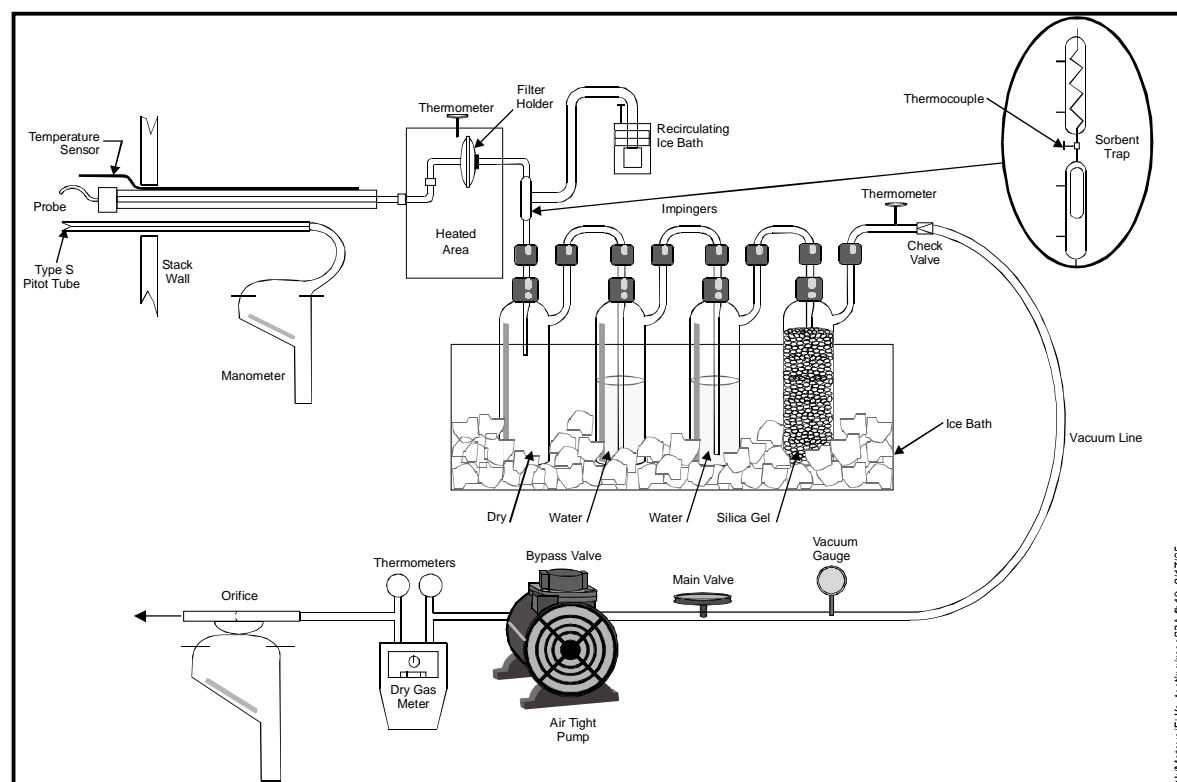 Temperature
Sensor
Probe
Type S
Pitot Tube
Stack
Wall
Manometer
Thermometer
Filter
Holder
Heated
Area
Recirculating
Ice Bath
Impingers
Thermocouple
Sorbent
Trap
Thermometer
Check
Valve
Ice Bath
Vacuum Line
Dry
Water
Water
Silica Gel
Orifice
Thermometers
Dry Gas
Meter
Bypass Valve
Air Tight
Pump
Main Valve
Vacuum
Gauge